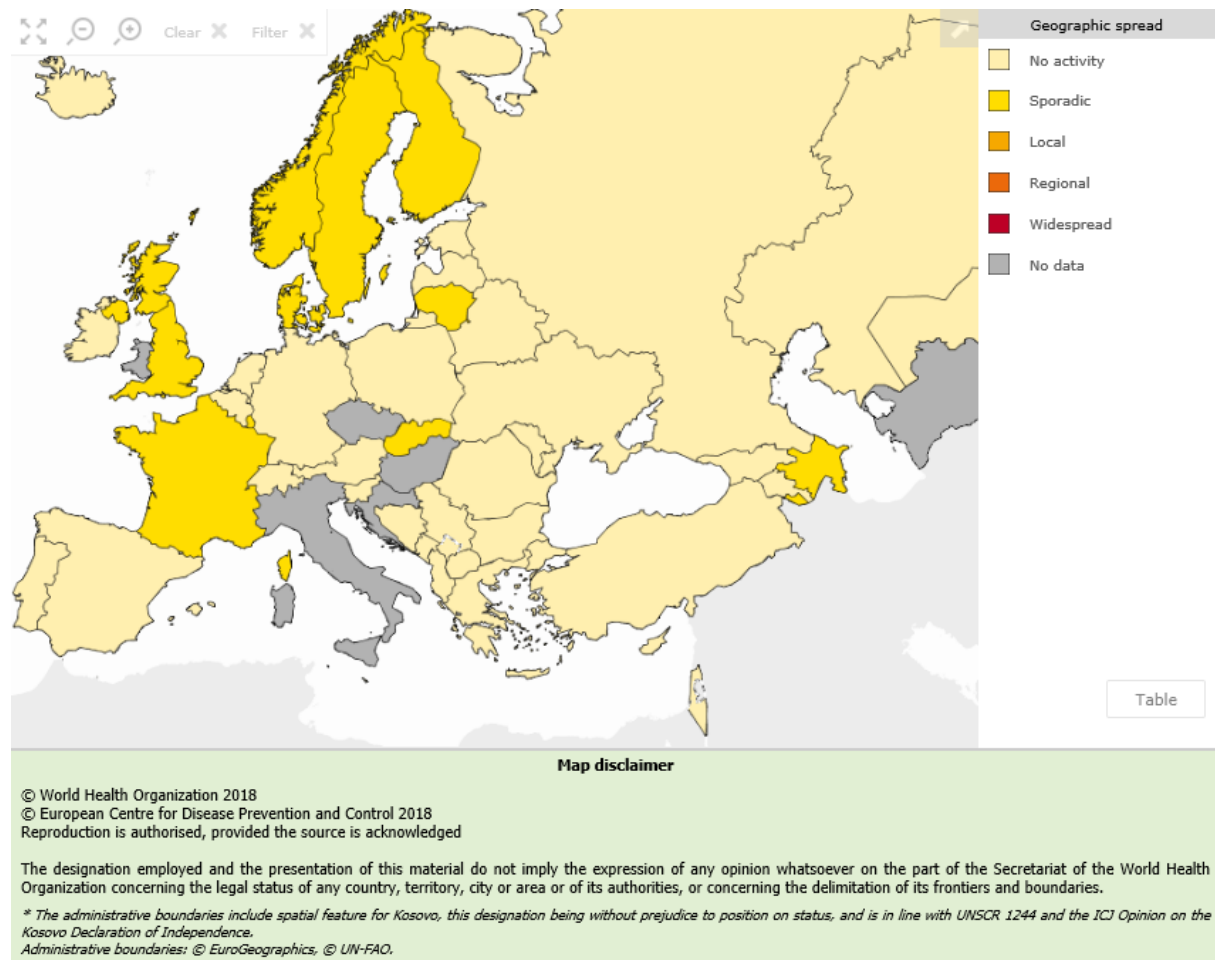 Clear
Filter
Geographic spread
No activity
Sporadic
Local
Regional
Widespread
No data
Table
Map disclaimer
© World Health Organization 2018
© European Centre for Disease Prevention and Control 2018
Reproduction is authorised, provided the source is acknowledged
The designation employed and the presentation of this material do not imply the expression of any opinion whatsoever on the part of the Secretariat of the World Health
Organization concerning the legal status of any country, territory, city or area or of its authorities, or concerning the delimitation of its frontiers and boundaries.
* The administrative boundaries include spatial feature for Kosovo, this designation being without prejudice to position on status, and is in line with UNSCR 1244 and the ICJ Opinion on the
Kosovo Declaration of Independence.
Administrative boundaries: © EuroGeographics, © UN-FAO.